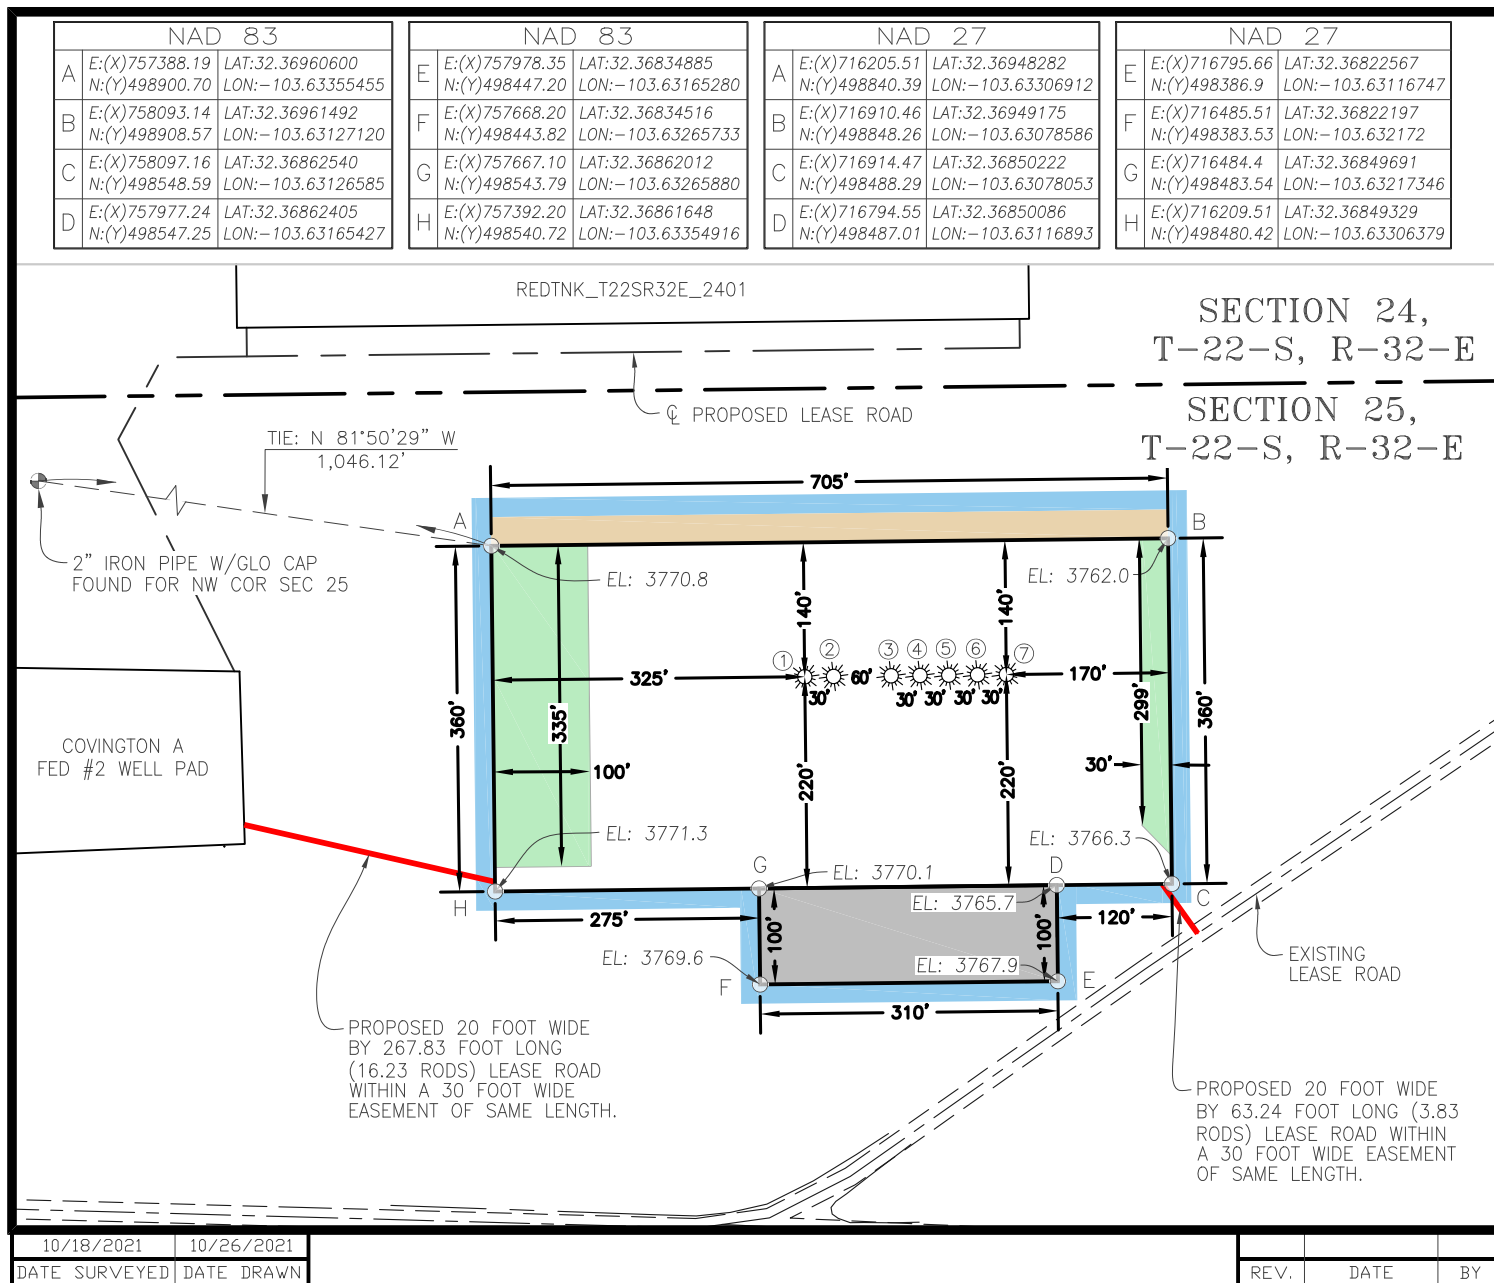 NAD 83
A E:(X)757388.19 LAT:32.36960600
N:(Y)498900.70 LON:-103.63355455
B E:(X)758093.14 LAT:32.36961492
N:(Y)498908.57 LON:-103.63127120
C E:(X)758097.16 LAT:32.36862540
N:(Y)498548.59 LON:-103.63126585
D E:(X)757977.24 LAT:32.36862405
N:(Y)498547.25 LON:-103.63165427
NAD 83
E E:(X)757978.35 LAT:32.36834885
N:(Y)498447.20 LON:-103.63165280
F E:(X)757668.20 LAT:32.36834516
N:(Y)498443.82 LON:-103.63265733
G E:(X)757667.10 LAT:32.36862012
N:(Y)498543.79 LON:-103.63265880
H E:(X)757392.20 LAT:32.36861648
N:(Y)498540.72 LON:-103.63354916
NAD 27
A E:(X)716205.51 LAT:32.36948282
N:(Y)498840.39 LON:-103.63306912
B E:(X)716910.46 LAT:32.36949175
N:(Y)498848.26 LON:-103.63078586
C E:(X)716914.47 LAT:32.36850222
N:(Y)498488.29 LON:-103.63078053
D E:(X)716794.55 LAT:32.36850086
N:(Y)498487.01 LON:-103.63116893
NAD 27
E E:(X)716795.66 LAT:32.36822567
N:(Y)498386.9 LON:-103.63116747
F E:(X)716485.51 LAT:32.36822197
N:(Y)498383.53 LON:-103.632172
G E:(X)716484.4 LAT:32.36849691
N:(Y)498483.54 LON:-103.63217346
H E:(X)716209.51 LAT:32.36849329
N:(Y)498480.42 LON:-103.63306379
REDTNK_T22SR32E_2401
SECTION 24,
T-22-S, R-32-E
℄ PROPOSED LEASE ROAD
SECTION 25,
T-22-S, R-32-E
TIE: N 81°50'29" W
1,046.12'
705'
A
B
2" IRON PIPE W/GLO CAP
FOUND FOR NW COR SEC 25
EL: 3770.8
EL: 3762.0
140'
140'
1
2
3
4
5
6
7
325'
60'
170'
30'
30'
30'
30'
30'
360'
335'
299'
360'
COVINGTON A
FED #2 WELL PAD
100'
220'
220'
30'
EL: 3771.3
EL: 3766.3
G
D
EL: 3770.1
H
EL: 3765.7
C
275'
100'
100'
120'
EL: 3769.6
EL: 3767.9
F
E
310'
EXISTING
LEASE ROAD
PROPOSED 20 FOOT WIDE
BY 267.83 FOOT LONG
(16.23 RODS) LEASE ROAD
WITHIN A 30 FOOT WIDE
EASEMENT OF SAME LENGTH.
PROPOSED 20 FOOT WIDE
BY 63.24 FOOT LONG (3.83
RODS) LEASE ROAD WITHIN
A 30 FOOT WIDE EASEMENT
OF SAME LENGTH.
10/18/2021 10/26/2021
DATE SURVEYED DATE DRAWN
REV. DATE BY